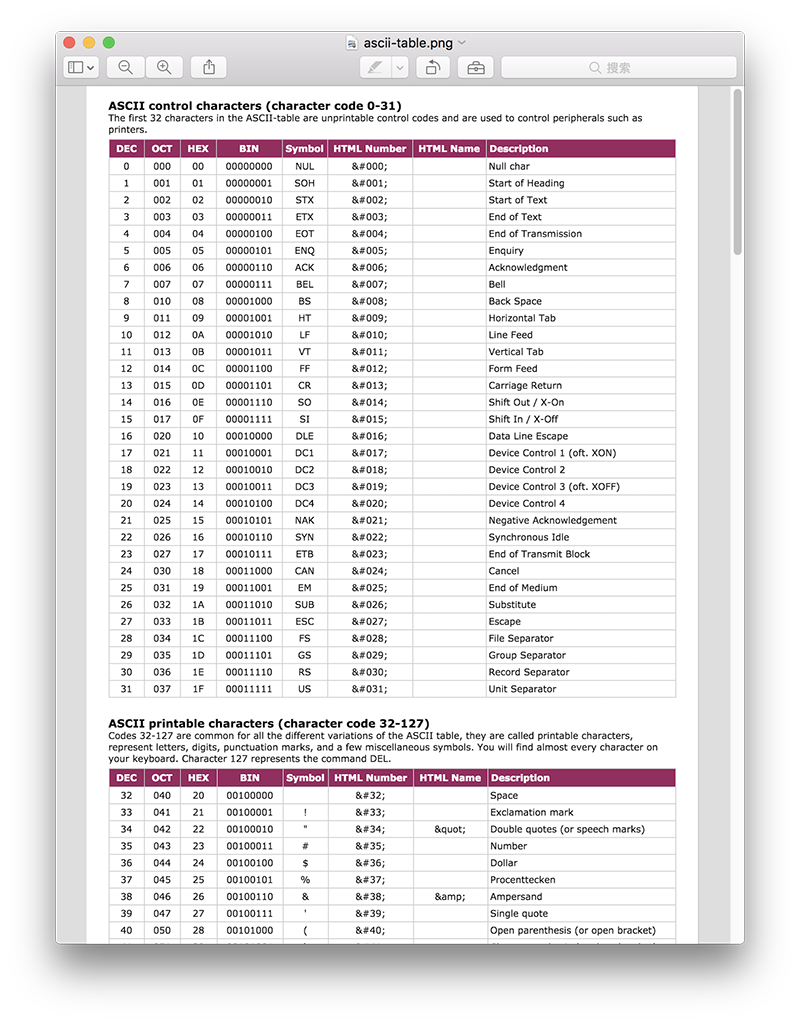 ascii-table.png
搜索
ASCII control characters (character code 0-31)
The first 32 characters in the ASCII-table are unprintable control codes and are used to control peripherals such as
printers.
DEC OCT HEX BIN Symbol HTML Number HTML Name Description
0 000 00 00000000 NUL &#000; Null char
1 001 01 00000001 SOH &#001; Start of Heading
2 002 02 00000010 STX &#002; Start of Text
3 003 03 00000011 ETX &#003; End of Text
4 004 04 00000100 EOT &#004; End of Transmission
5 005 05 00000101 ENQ &#005; Enquiry
6 006 06 00000110 ACK &#006; Acknowledgment
7 007 07 00000111 BEL &#007; Bell
8 010 08 00001000 BS &#008; Back Space
9 011 09 00001001 HT &#009; Horizontal Tab
10 012 0A 00001010 LF &#010; Line Feed
11 013 0B 00001011 VT &#011; Vertical Tab
12 014 0C 00001100 FF &#012; Form Feed
13 015 0D 00001101 CR &#013; Carriage Return
14 016 0E 00001110 SO &#014; Shift Out / X-On
15 017 0F 00001111 SI &#015; Shift In / X-Off
16 020 10 00010000 DLE &#016; Data Line Escape
17 021 11 00010001 DC1 &#017; Device Control 1 (oft. XON)
18 022 12 00010010 DC2 &#018; Device Control 2
19 023 13 00010011 DC3 &#019; Device Control 3 (oft. XOFF)
20 024 14 00010100 DC4 &#020; Device Control 4
21 025 15 00010101 NAK &#021; Negative Acknowledgement
22 026 16 00010110 SYN &#022; Synchronous Idle
23 027 17 00010111 ETB &#023; End of Transmit Block
24 030 18 00011000 CAN &#024; Cancel
25 031 19 00011001 EM &#025; End of Medium
26 032 1A 00011010 SUB &#026; Substitute
27 033 1B 00011011 ESC &#027; Escape
28 034 1C 00011100 FS &#028; File Separator
29 035 1D 00011101 GS &#029; Group Separator
30 036 1E 00011110 RS &#030; Record Separator
31 037 1F 00011111 US &#031; Unit Separator
ASCII printable characters (character code 32-127)
Codes 32-127 are common for all the different variations of the ASCII table, they are called printable characters,
represent letters, digits, punctuation marks, and a few miscellaneous symbols. You will find almost every character on
your keyboard. Character 127 represents the command DEL.
DEC OCT HEX BIN Symbol HTML Number HTML Name Description
32 040 20 00100000 &#32; Space
33 041 21 00100001 ! &#33; Exclamation mark
34 042 22 00100010 " &#34; &quot; Double quotes (or speech marks)
35 043 23 00100011 # &#35; Number
36 044 24 00100100 $ &#36; Dollar
37 045 25 00100101 % &#37; Procenttecken
38 046 26 00100110 & &#38; &amp; Ampersand
39 047 27 00100111 ' &#39; Single quote
40 050 28 00101000 ( &#40; Open parenthesis (or open bracket)